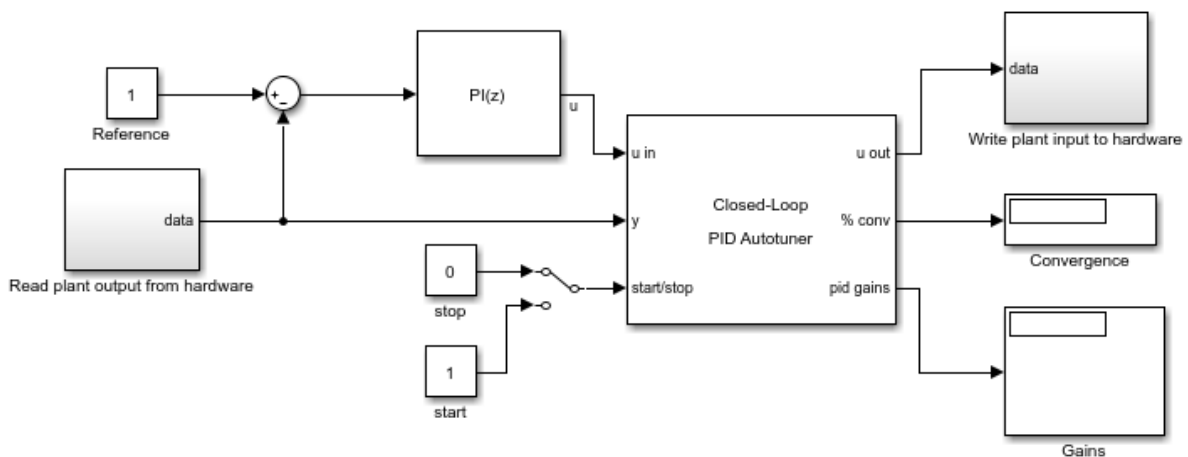 1
Reference
+
−
PI(z)
u
data
Write plant input to hardware
data
Read plant output from hardware
0
stop
1
start
u in
y
start/stop
Closed-Loop
PID Autotuner
u out
% conv
pid gains
Convergence
Gains